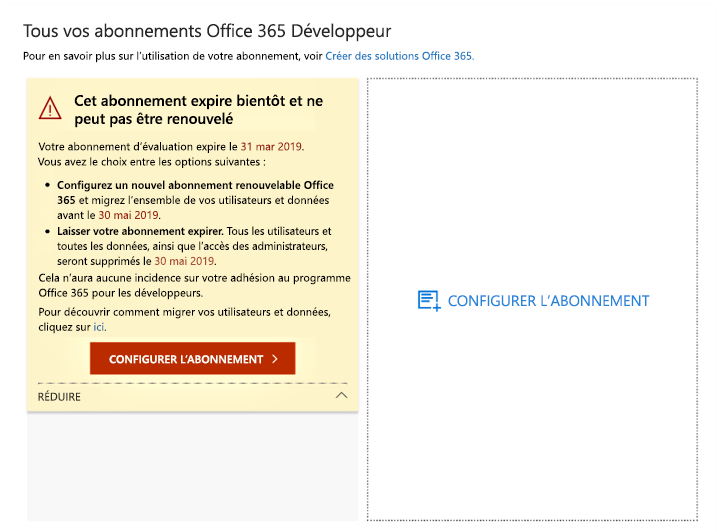 Tous vos abonnements Office 365 Développeur
Pour en savoir plus sur l'utilisation de votre abonnement, voir Créer des solutions Office 365.
Cet abonnement expire bientôt et ne
peut pas être renouvelé
Votre abonnement d'évaluation expire le 31 mar 2019.
Vous avez le choix entre les options suivantes :
• Configurez un nouvel abonnement renouvelable Office
365 et migrez l'ensemble de vos utilisateurs et données
avant le 30 mai 2019.
• Laisser votre abonnement expirer. Tous les utilisateurs et
toutes les données, ainsi que l'accès des administrateurs,
seront supprimés le 30 mai 2019.
Cela n'aura aucune incidence sur votre adhésion au programme
Office 365 pour les développeurs.
Pour découvrir comment migrer vos utilisateurs et données,
cliquez sur ici.
CONFIGURER L'ABONNEMENT
RÉDUIRE
CONFIGURER L'ABONNEMENT